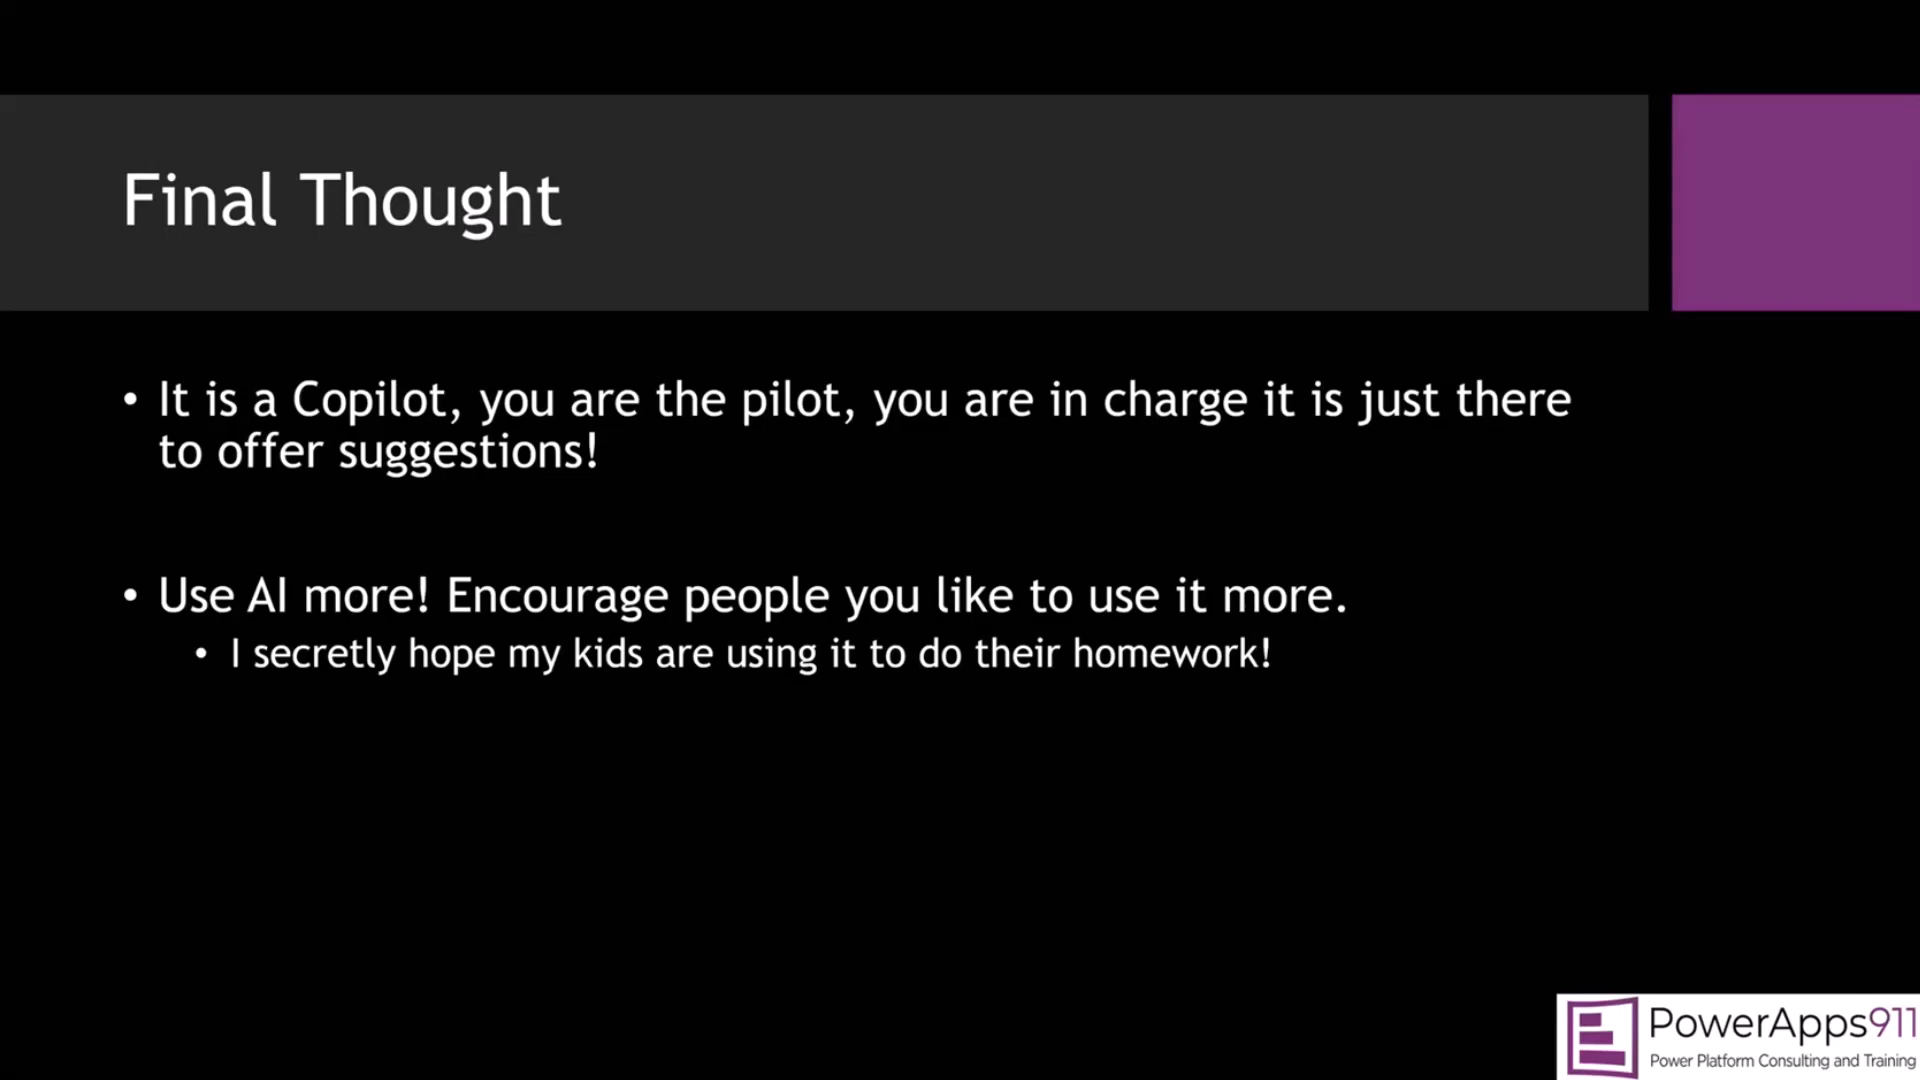 Final Thought
• It is a Copilot, you are the pilot, you are in charge it is just there
to offer suggestions!
• Use AI more! Encourage people you like to use it more.
• I secretly hope my kids are using it to do their homework!
PowerApps911
Power Platform Consulting and Training